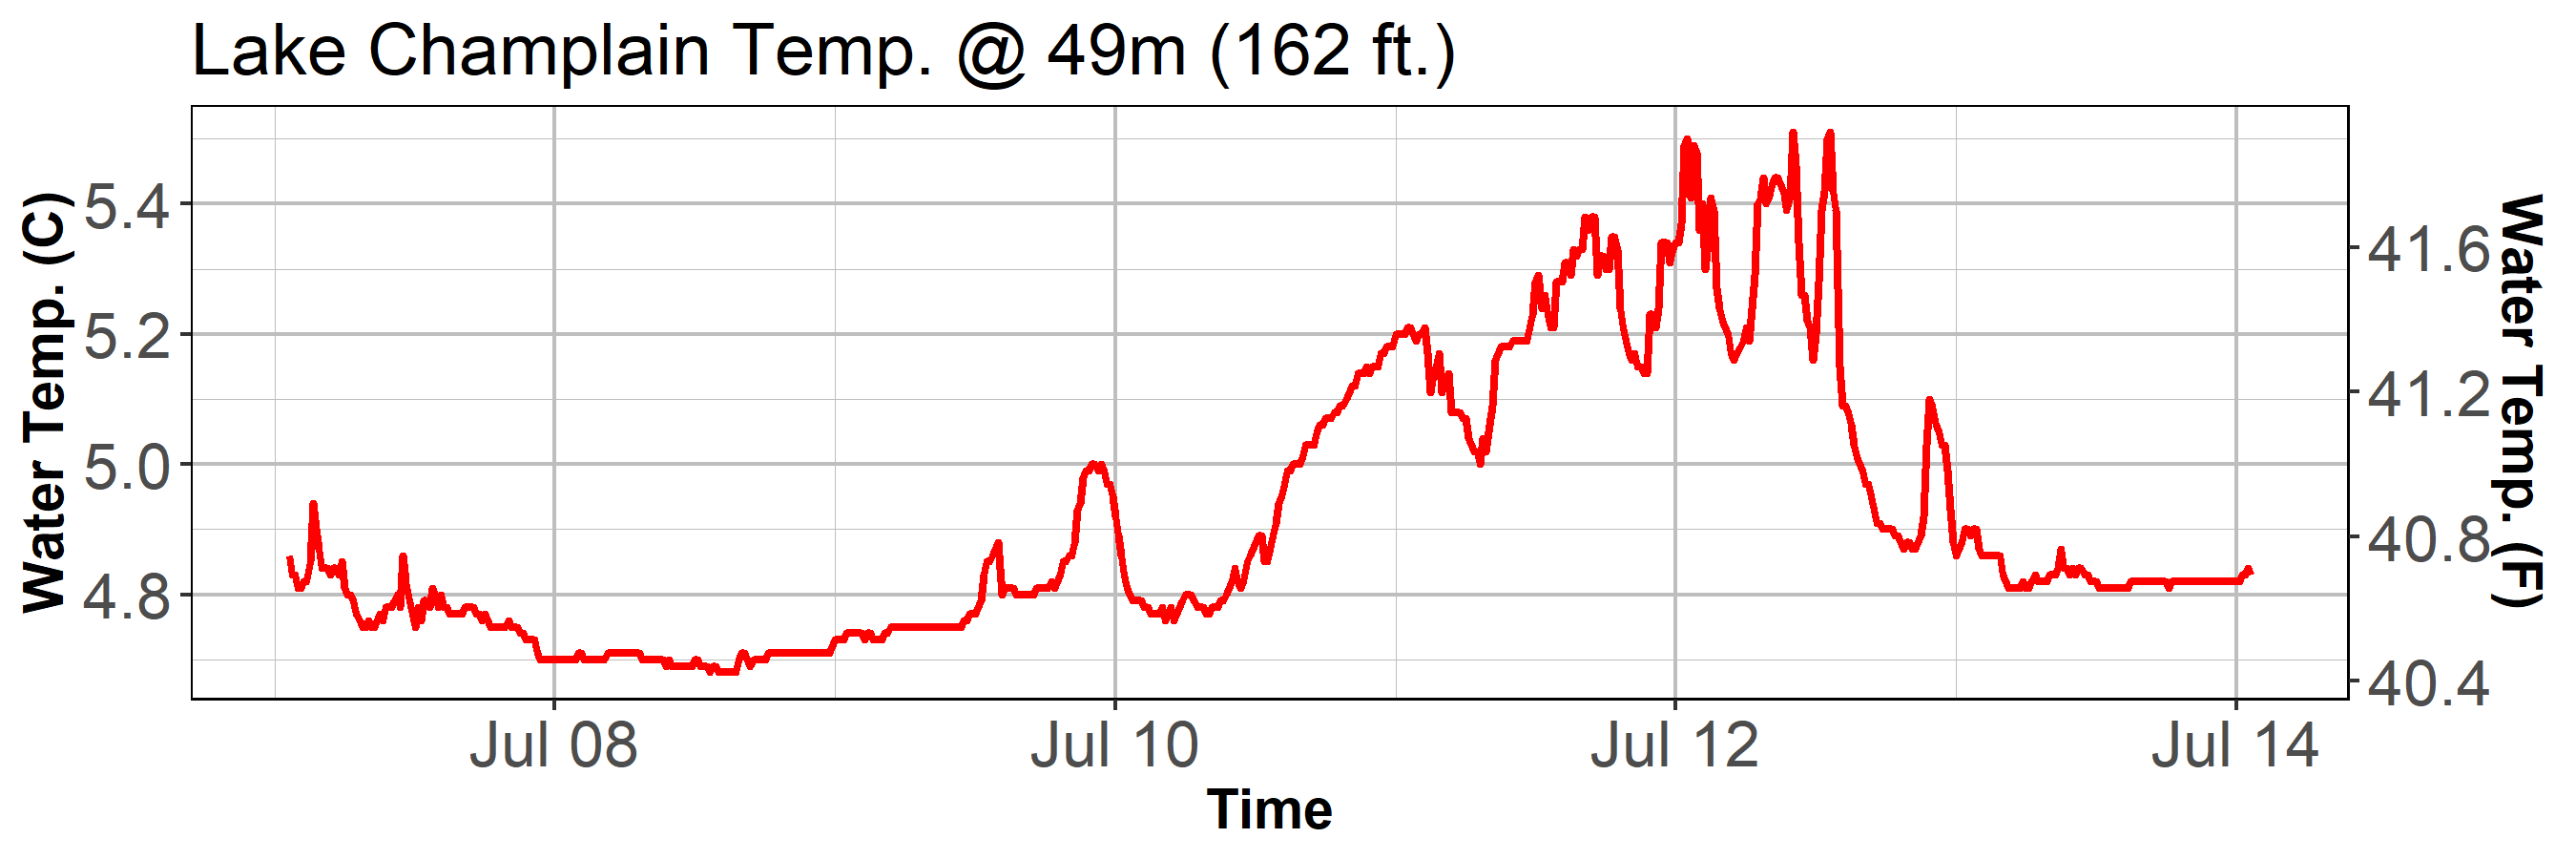 Lake Champlain Temp. @ 49m (162 ft.)
Water Temp. (C)
5.4
5.2
5.0
4.8
41.6
41.2
40.8
40.4
Water Temp. (F)
Jul 08 Jul 10 Jul 12 Jul 14
Time